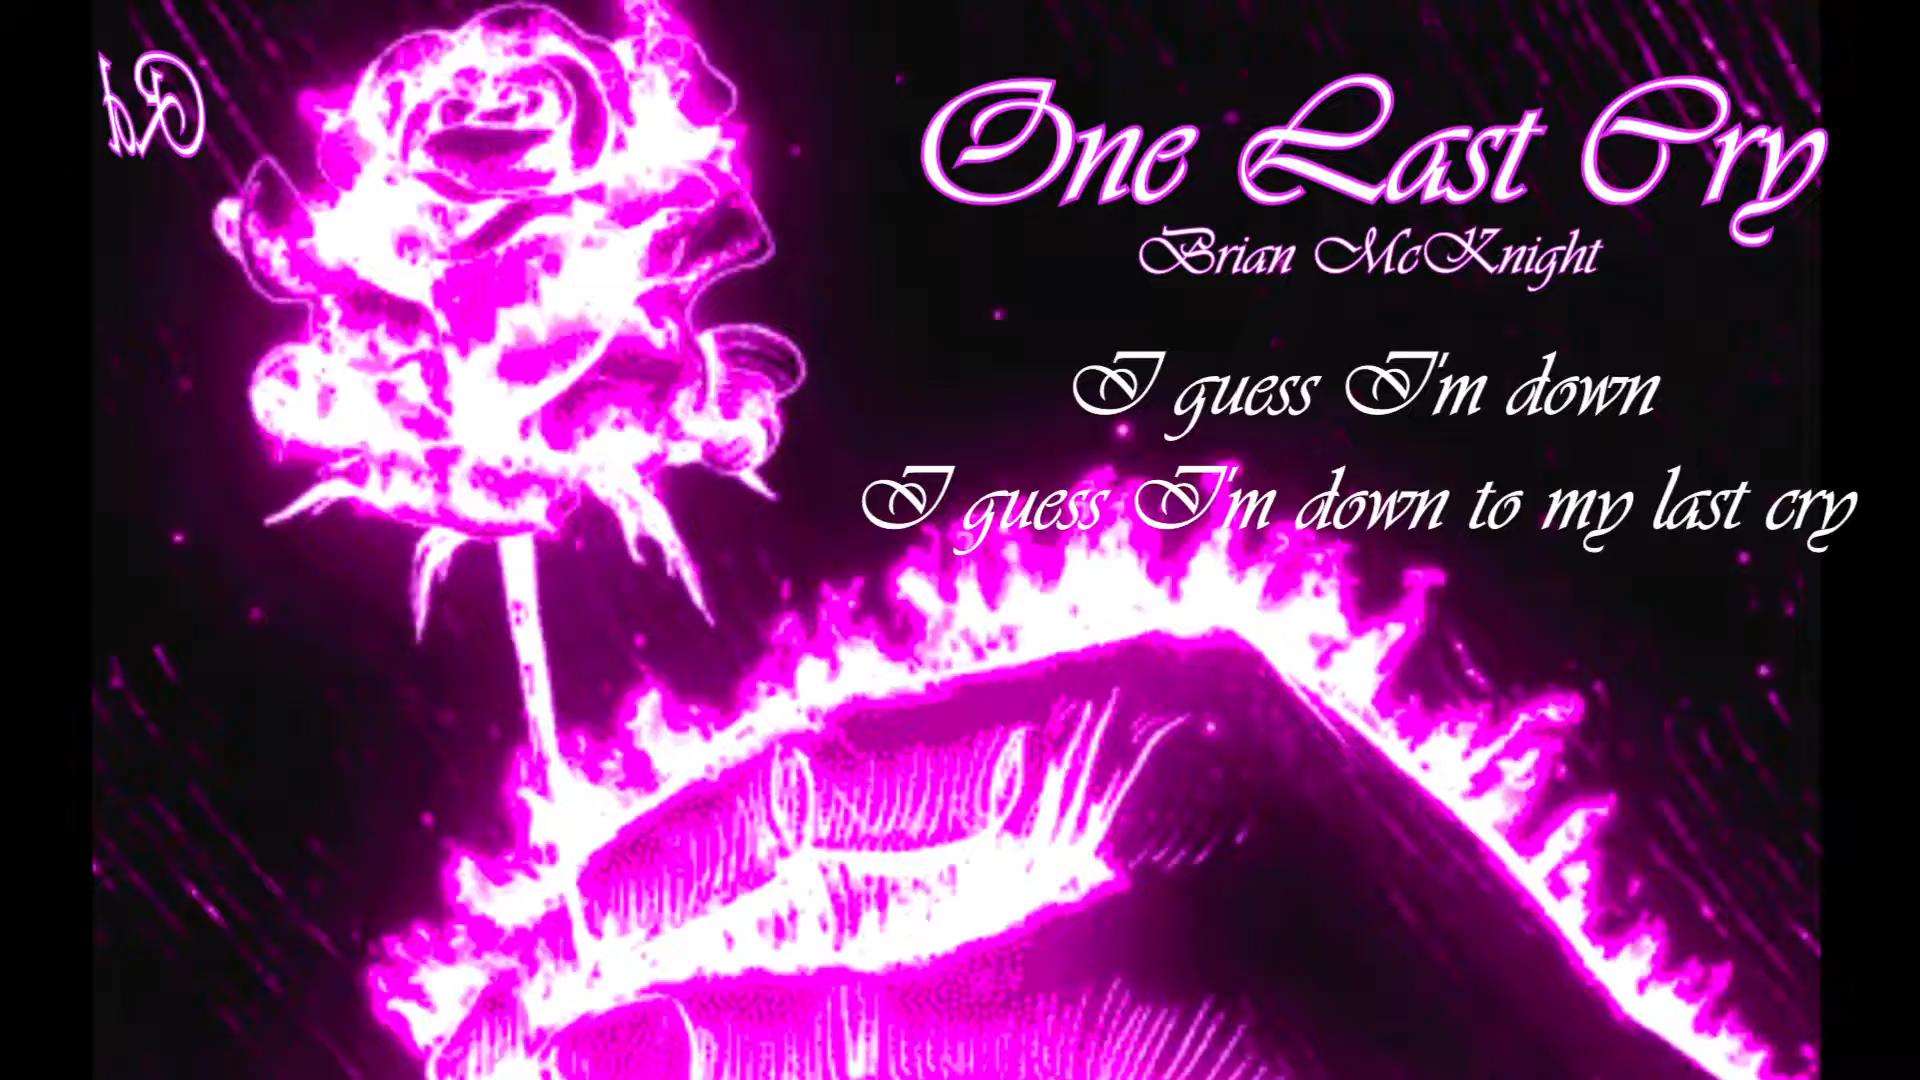 One Last Cry
Brian McKnight
I guess I'm down
I guess I'm down to my last cry